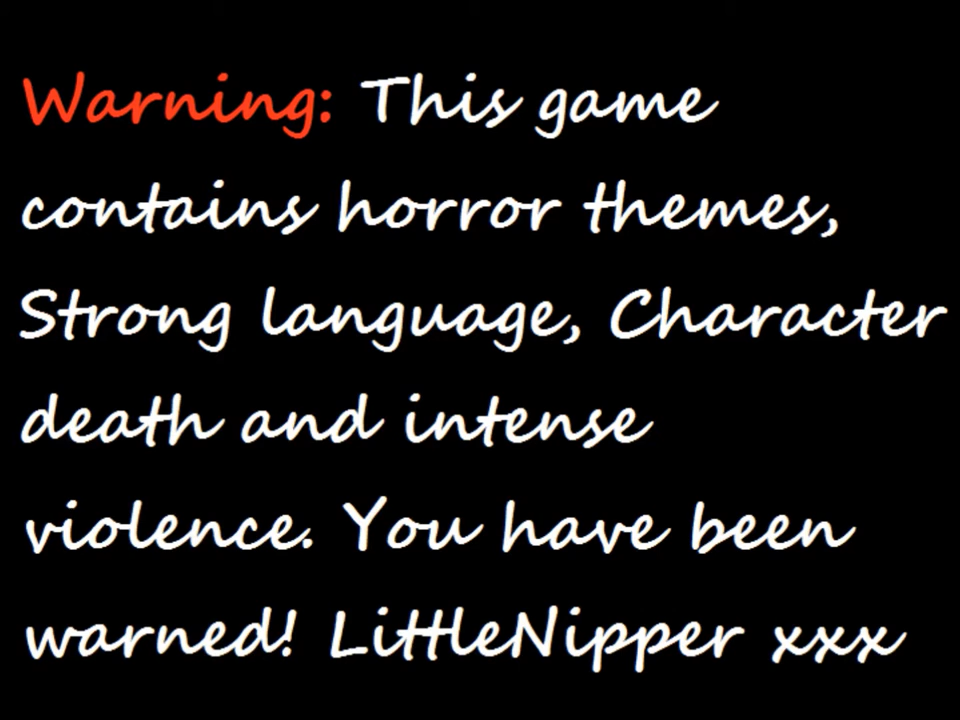 Warning: This game
contains horror themes,
Strong language, Character
death and intense
violence. You have been
warned! LittleNipper xxx